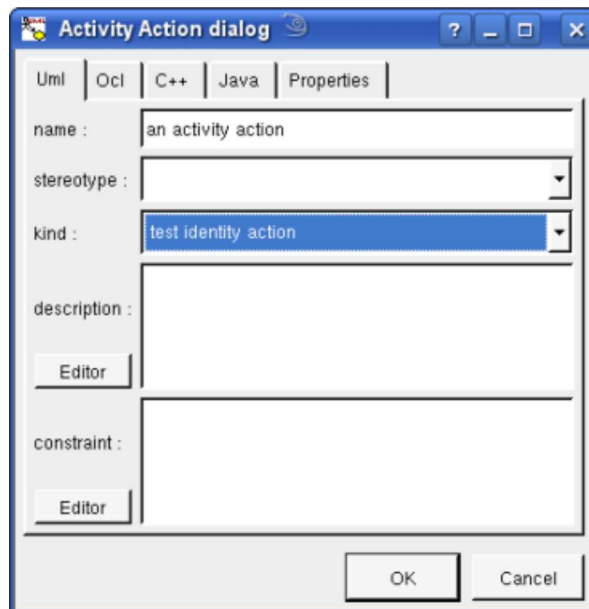 Activity Action dialog ?
Uml Ocl C++ Java Properties
name : an activity action
stereotype :
kind : test identity action
description :
Editor
constraint :
Editor
OK Cancel